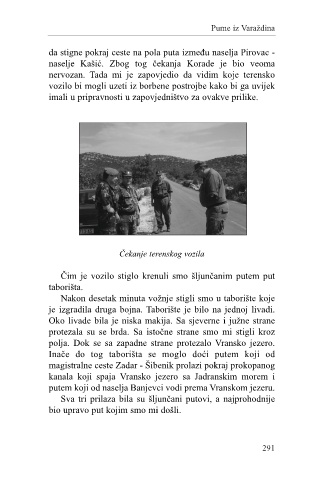 Pume iz Varaždina
da stigne pokraj ceste na pola puta između naselja Pirovac -
naselje Kašić. Zbog tog čekanja Korade je bio veoma
nervozan. Tada mi je zapovjedio da vidim koje terensko
vozilo bi mogli uzeti iz borbene postrojbe kako bi ga uvijek
imali u pripravnosti u zapovjedništvo za ovakve prilike.
Čekanje terenskog vozila
Čim je vozilo stiglo krenuli smo šljunčanim putem put
taborišta.
Nakon desetak minuta vožnje stigli smo u taborište koje
je izgradila druga bojna. Taborište je bilo na jednoj livadi.
Oko livade bila je niska makija. Sa sjeverne i južne strane
protezala su se brda. Sa istočne strane smo mi stigli kroz
polja. Dok se sa zapadne strane protezalo Vransko jezero.
Inače do tog taborišta se moglo doći putem koji od
magistralne ceste Zadar - Šibenik prolazi pokraj prokopanog
kanala koji spaja Vransko jezero sa Jadranskim morem i
putem koji od naselja Banjevci vodi prema Vranskom jezeru.
Sva tri prilaza bila su šljunčani putovi, a najprohodnije
bio upravo put kojim smo mi došli.
291